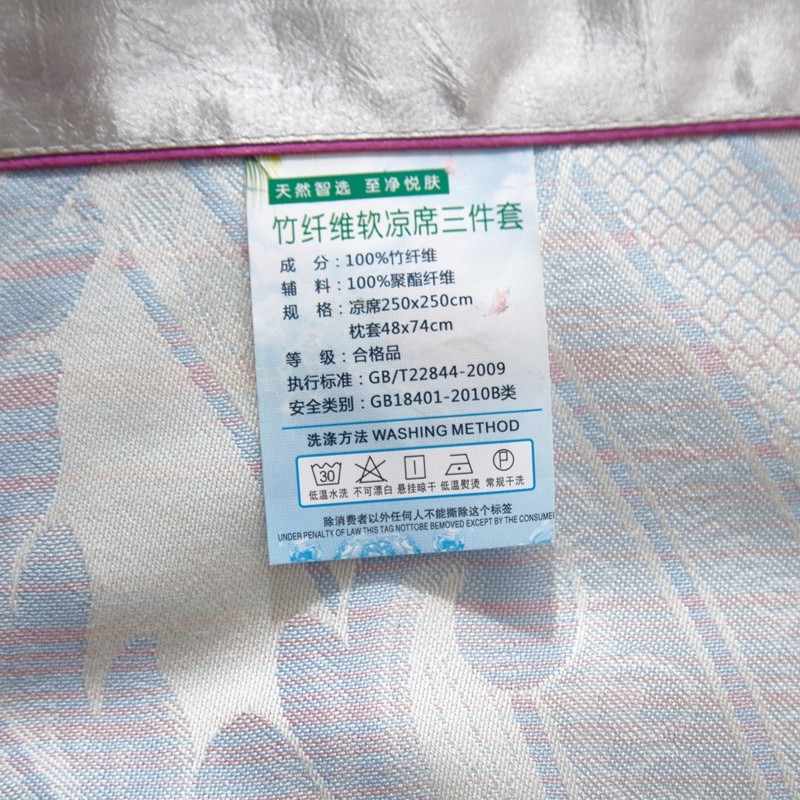 天然智选 至净悦肤
竹纤维软凉席三件套
成 分：100%竹纤维
辅 料：100%聚酯纤维
规 格：凉席250x250cm
枕套48x74cm
等 级：合格品
执行标准：GB/T22844-2009
安全类别：GB18401-2010B类
洗涤方法 WASHING METHOD
30 P
低温水洗 不可漂白 悬挂晾干 低温熨烫 常规干洗
除消费者以外任何人不能撕除这个标签
UNDER PENALTY OF LAW THIS TAG NOTTOBE BEMOVED EXCEPT BY THE CONSUMER